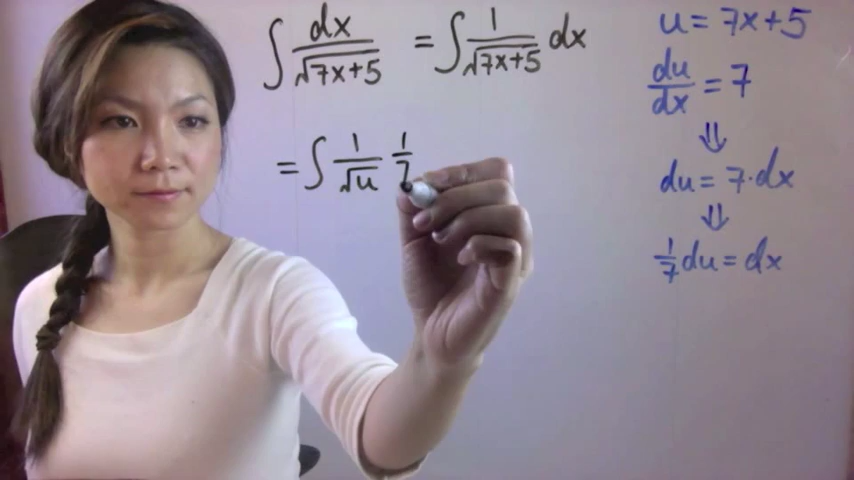 ∫ dx/√7x+5 = ∫ 1/√7x+5 dx
= ∫ 1/√u 1/7
u = 7x+5
du/dx = 7
⇓
du = 7·dx
⇓
1/7 du = dx